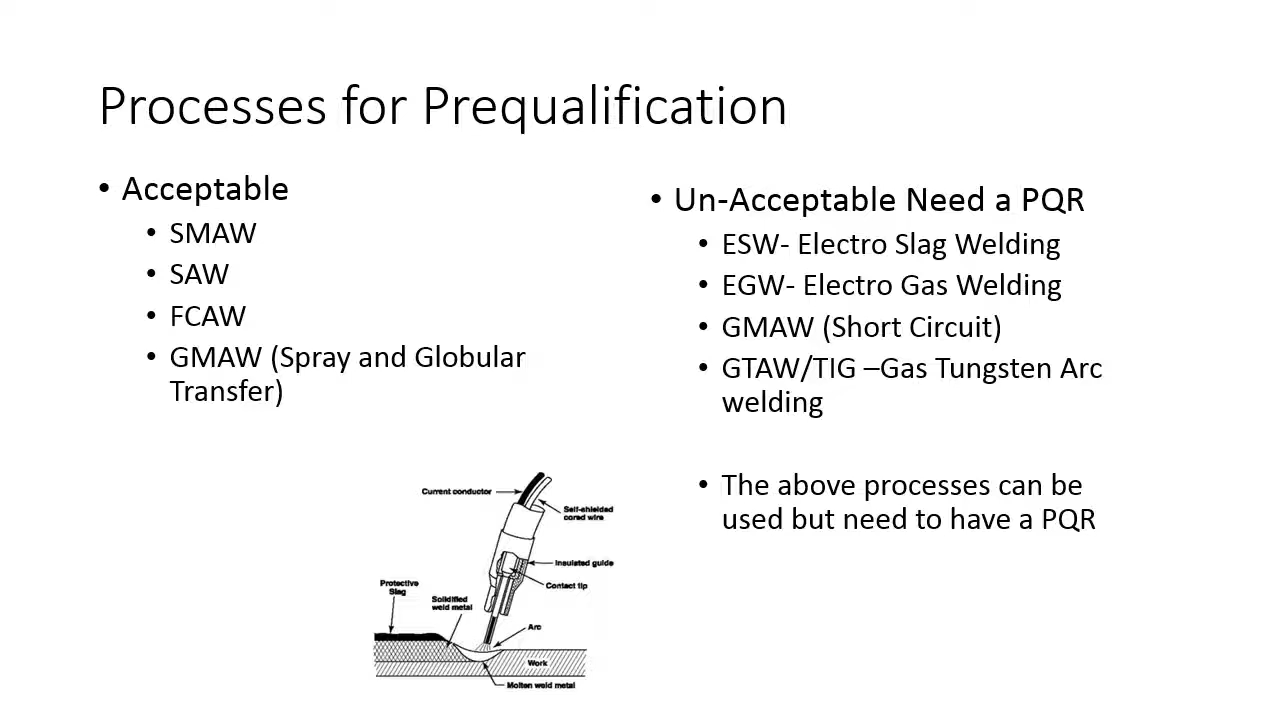 Processes for Prequalification
• Acceptable
• SMAW
• SAW
• FCAW
• GMAW (Spray and Globular
Transfer)
• Un-Acceptable Need a PQR
• ESW- Electro Slag Welding
• EGW- Electro Gas Welding
• GMAW (Short Circuit)
• GTAW/TIG –Gas Tungsten Arc
welding
• The above processes can be
used but need to have a PQR
Current conductor
Self-shielded
cored wire
Insulated guide
Contact tip
Protective
Slag
Solidified
weld metal
Arc
Work
Molten weld metal